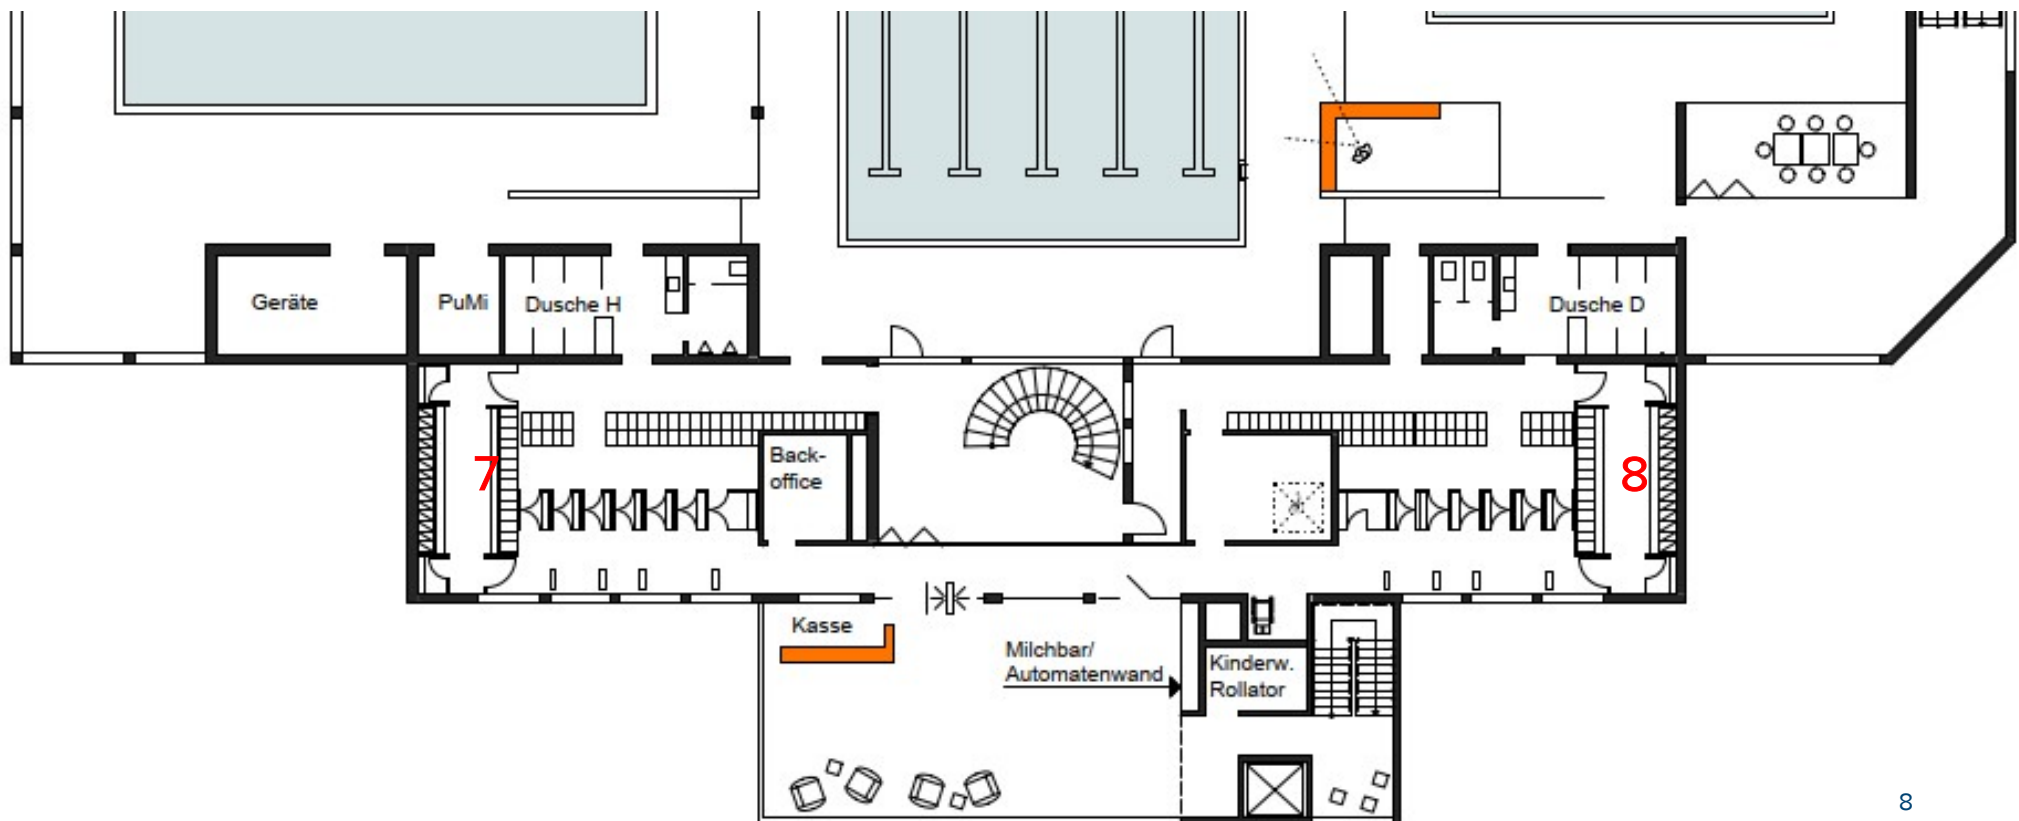 Geräte
PuMi
Dusche H
Dusche D
7
Back-
office
8
Kasse
Milchbar/
Automatenwand
Kinderw.
Rollator
8